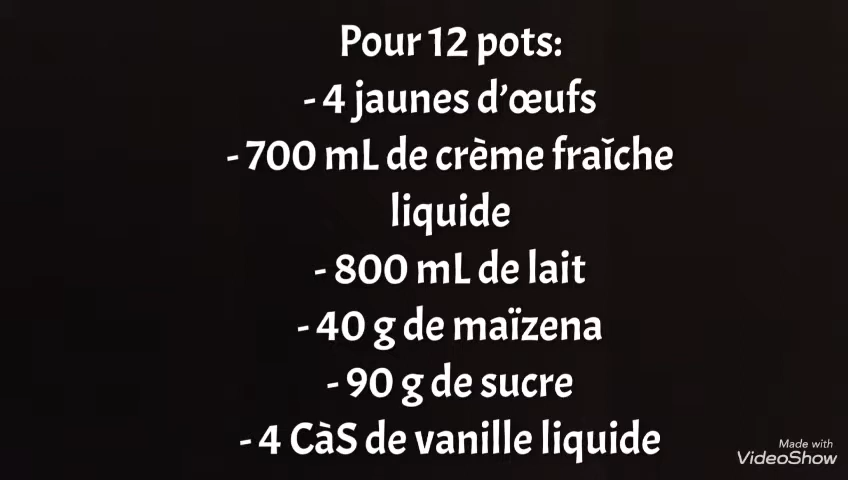 Pour 12 pots:
- 4 jaunes d’œufs
- 700 mL de crème fraîche
liquide
- 800 mL de lait
- 40 g de maïzena
- 90 g de sucre
- 4 CàS de vanille liquide
Made with
VideoShow